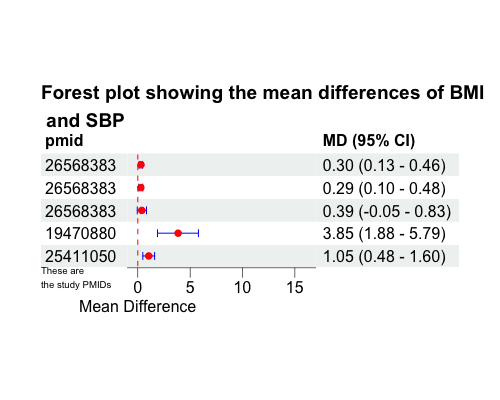 Forest plot showing the mean differences of BMI
and SBP
pmid MD (95% CI)
26568383 0.30 (0.13 - 0.46)
26568383 0.29 (0.10 - 0.48)
26568383 0.39 (-0.05 - 0.83)
19470880 3.85 (1.88 - 5.79)
25411050 1.05 (0.48 - 1.60)
These are
the study PMIDs
0 5 10 15
Mean Difference